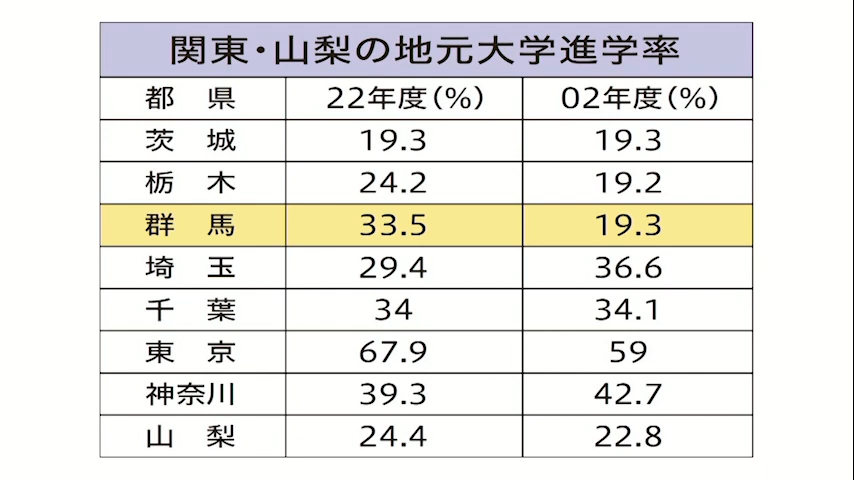 関東・山梨の地元大学進学率
都 県 22年度(%) 02年度(%)
茨 城 19.3 19.3
栃 木 24.2 19.2
群 馬 33.5 19.3
埼 玉 29.4 36.6
千 葉 34 34.1
東 京 67.9 59
神奈川 39.3 42.7
山 梨 24.4 22.8